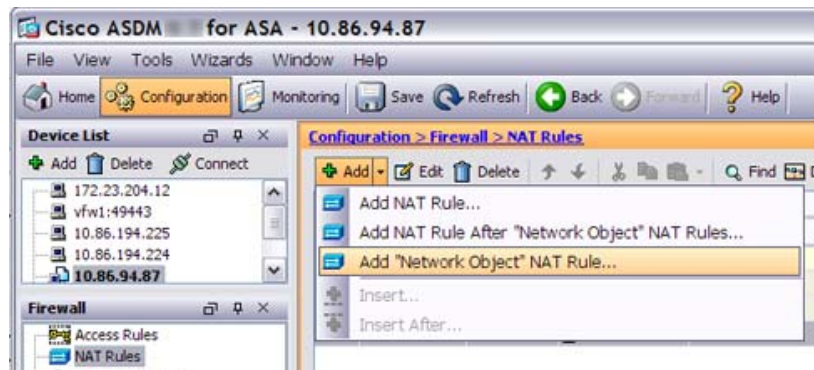 Cisco ASDM for ASA - 10.86.94.87
File View Tools Wizards Window Help
Home Configuration Monitoring Save Refresh Back Forward Help
Device List
Configuration > Firewall > NAT Rules
Add Delete Connect
Add Edit Delete Find
172.23.204.12
vfw1:49443
10.86.194.225
10.86.194.224
10.86.94.87
Add NAT Rule...
Add NAT Rule After "Network Object" NAT Rules...
Add "Network Object" NAT Rule...
Insert...
Insert After...
Firewall
Access Rules
NAT Rules